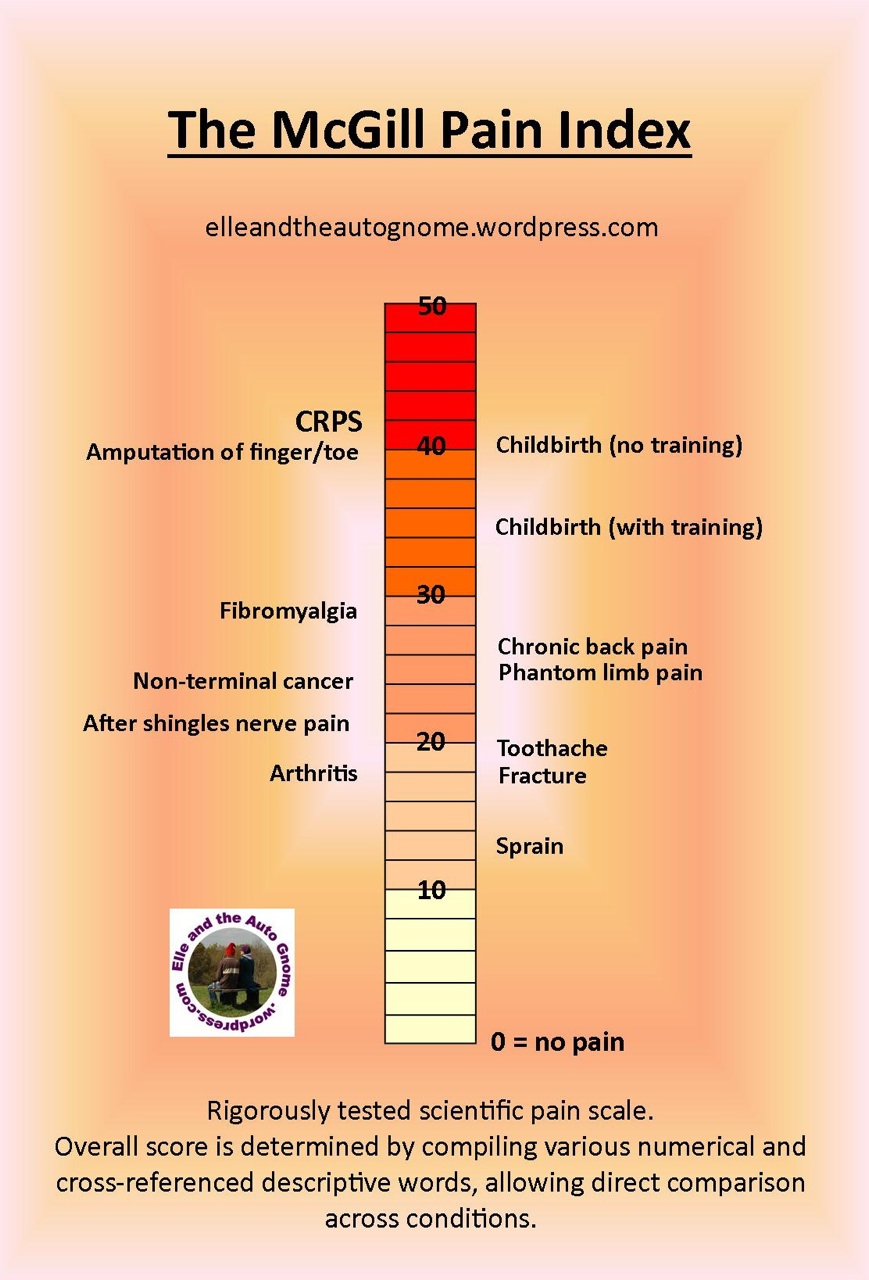 The McGill Pain Index
elleandtheautognome.wordpress.com
50
CRPS
Amputation of finger/toe
40
Childbirth (no training)
Childbirth (with training)
30
Fibromyalgia
Chronic back pain
Phantom limb pain
Non-terminal cancer
After shingles nerve pain
20
Toothache
Arthritis
Fracture
Sprain
10
Elle and the Auto Gnome
.wordpress.com
0 = no pain
Rigorously tested scientific pain scale.
Overall score is determined by compiling various numerical and
cross-referenced descriptive words, allowing direct comparison
across conditions.